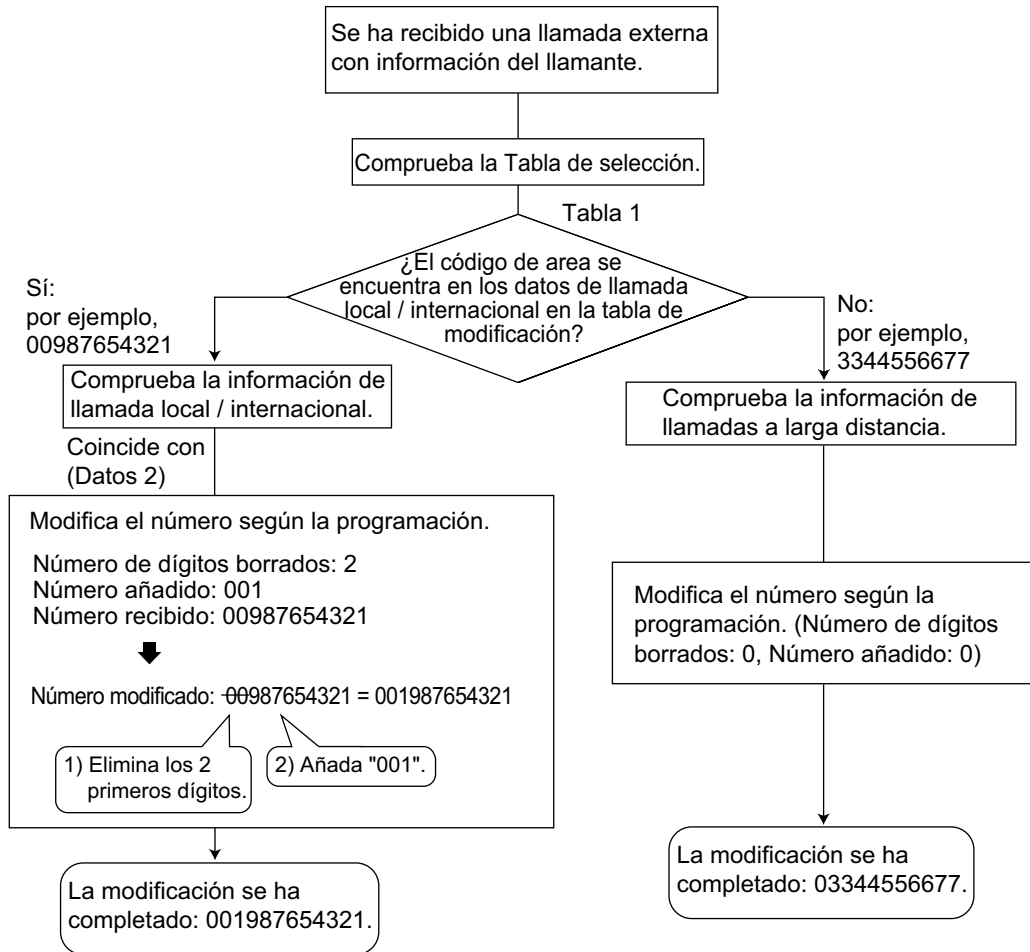 Se ha recibido una llamada externa
con información del llamante.
Comprueba la Tabla de selección.
Tabla 1
¿El código de area se
encuentra en los datos de llamada
local / internacional en la tabla de
modificación?
Sí:
por ejemplo,
00987654321
Comprueba la información de
llamada local / internacional.
Coincide con
(Datos 2)
Modifica el número según la programación.
Número de dígitos borrados: 2
Número añadido: 001
Número recibido: 00987654321
Número modificado: 00987654321 = 001987654321
1) Elimina los 2
primeros dígitos.
2) Añada "001".
La modificación se ha
completado: 001987654321.
No:
por ejemplo,
3344556677
Comprueba la información de
llamadas a larga distancia.
Modifica el número según la
programación. (Número de dígitos
borrados: 0, Número añadido: 0)
La modificación se ha
completado: 03344556677.